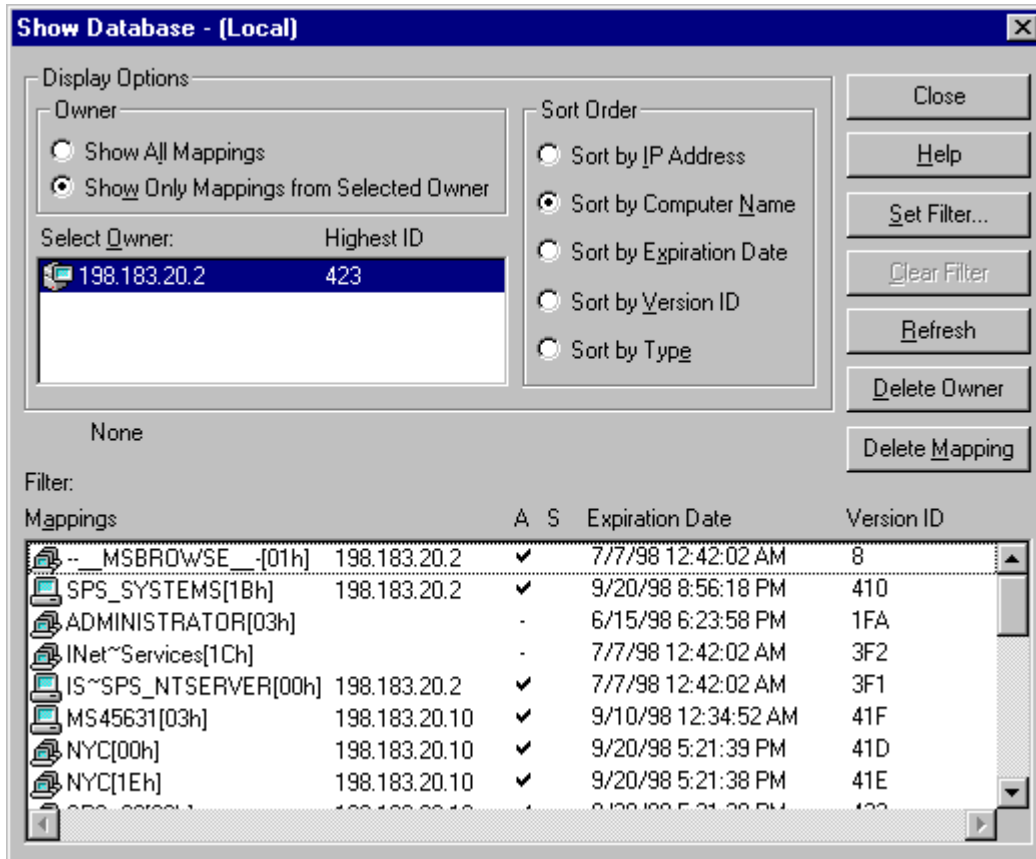 Show Database - (Local)
Display Options
Owner
Show All Mappings
Show Only Mappings from Selected Owner
Select Owner: Highest ID
198.183.20.2 423
Sort Order
Sort by IP Address
Sort by Computer Name
Sort by Expiration Date
Sort by Version ID
Sort by Type
Close
Help
Set Filter...
Clear Filter
Refresh
Delete Owner
Delete Mapping
None
Filter:
Mappings A S Expiration Date Version ID
--__MSBROWSE__-[01h] 198.183.20.2 ✔ 7/7/98 12:42:02 AM 8
SPS_SYSTEMS[1Bh] 198.183.20.2 ✔ 9/20/98 8:56:18 PM 410
ADMINISTRATOR[03h] - 6/15/98 6:23:58 PM 1FA
INet~Services[1Ch] - 7/7/98 12:42:02 AM 3F2
IS~SPS_NTSERVER[00h] 198.183.20.2 ✔ 7/7/98 12:42:02 AM 3F1
MS45631[03h] 198.183.20.10 ✔ 9/10/98 12:34:52 AM 41F
NYC[00h] 198.183.20.10 ✔ 9/20/98 5:21:39 PM 41D
NYC[1Eh] 198.183.20.10 ✔ 9/20/98 5:21:38 PM 41E